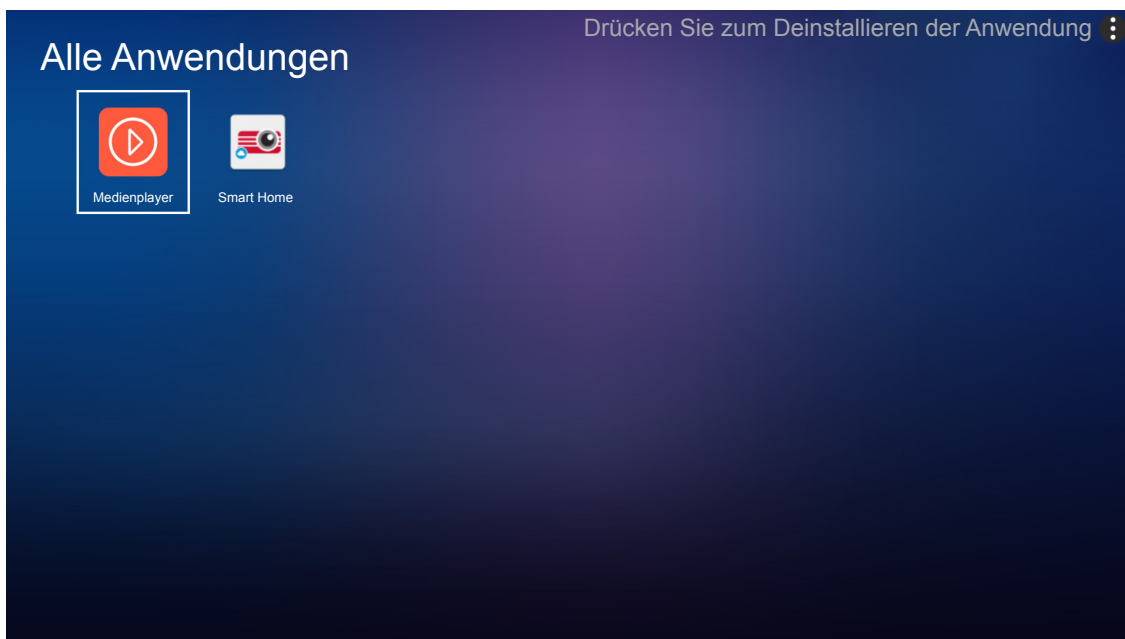 Drücken Sie zum Deinstallieren der Anwendung
Alle Anwendungen
Medienplayer
Smart Home